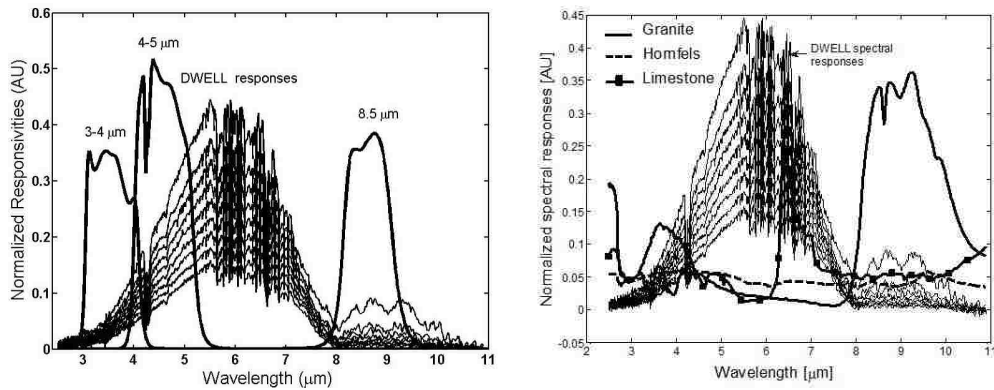 4-5 μm
DWELL responses
3-4 μm
8.5 μm
Normalized Responsivities (AU)
0.6
0.5
0.4
0.3
0.2
0.1
0
3 4 5 6 7 8 9 10 11
Wavelength (μm)
Granite
Hornfels
Limestone
DWELL spectral
responses
Normalized spectral responses [AU]
0.45
0.4
0.35
0.3
0.25
0.2
0.15
0.1
0.05
0
-0.05
2 3 4 5 6 7 8 9 10 11
Wavelength [μm]